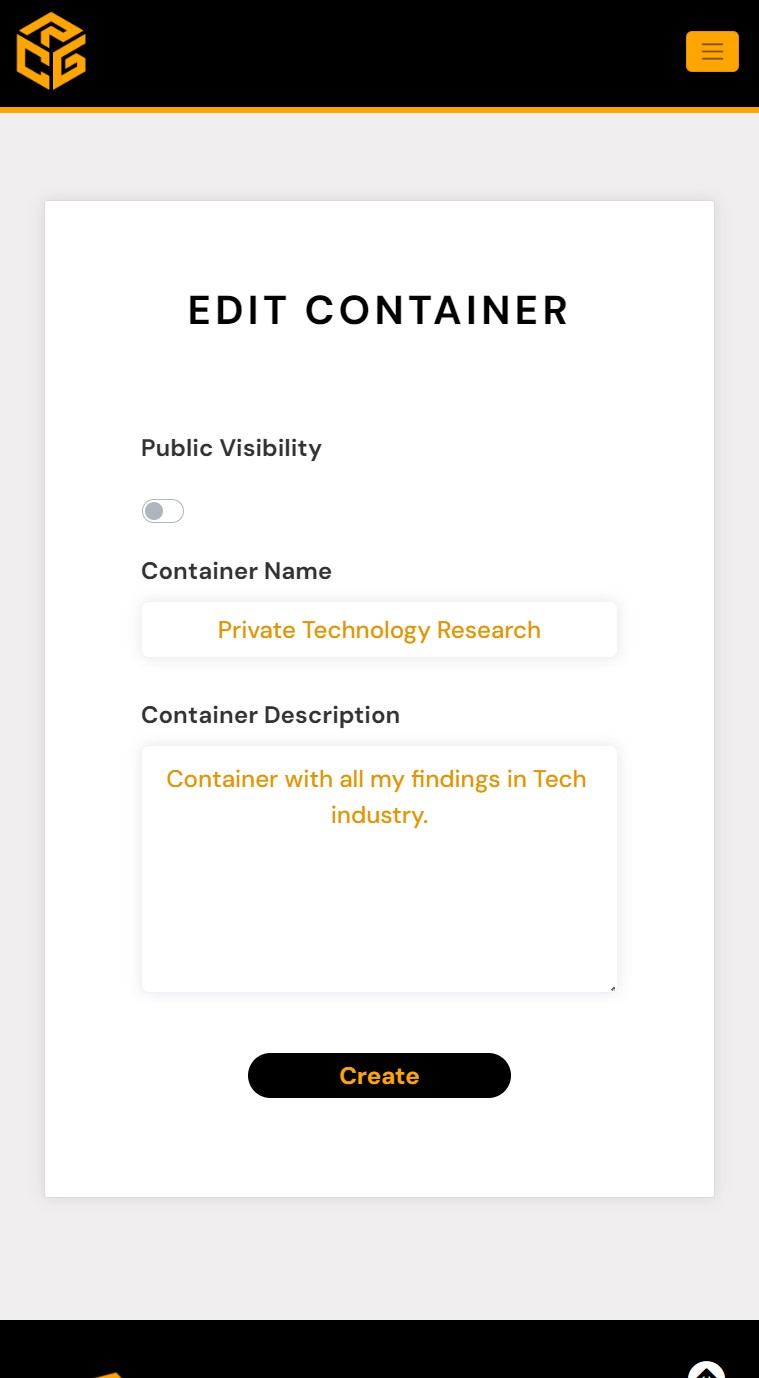 EDIT CONTAINER
Public Visibility
Container Name
Private Technology Research
Container Description
Container with all my findings in Tech
industry.
Create